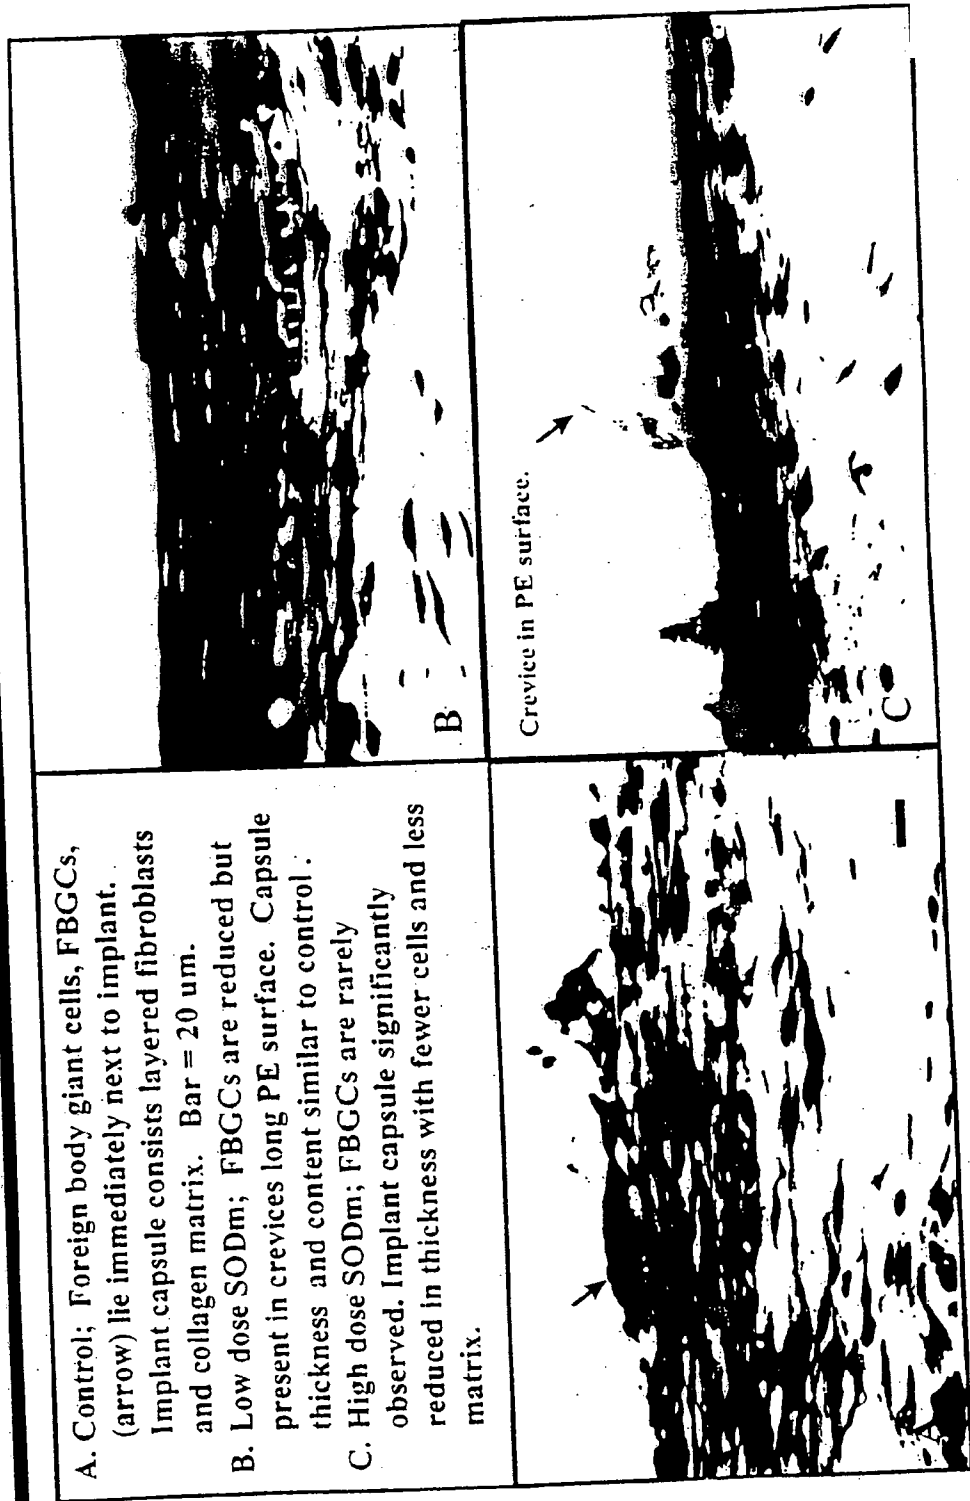 A. Control; Foreign body giant cells, FBGCs,
(arrow) lie immediately next to implant.
Implant capsule consists layered fibroblasts
and collagen matrix. Bar = 20 um.
B. Low dose SODm; FBGCs are reduced but
present in crevices long PE surface. Capsule
thickness and content similar to control.
C. High dose SODm; FBGCs are rarely
observed. Implant capsule significantly
reduced in thickness with fewer cells and less
matrix.
B
Crevice in PE surface.
C